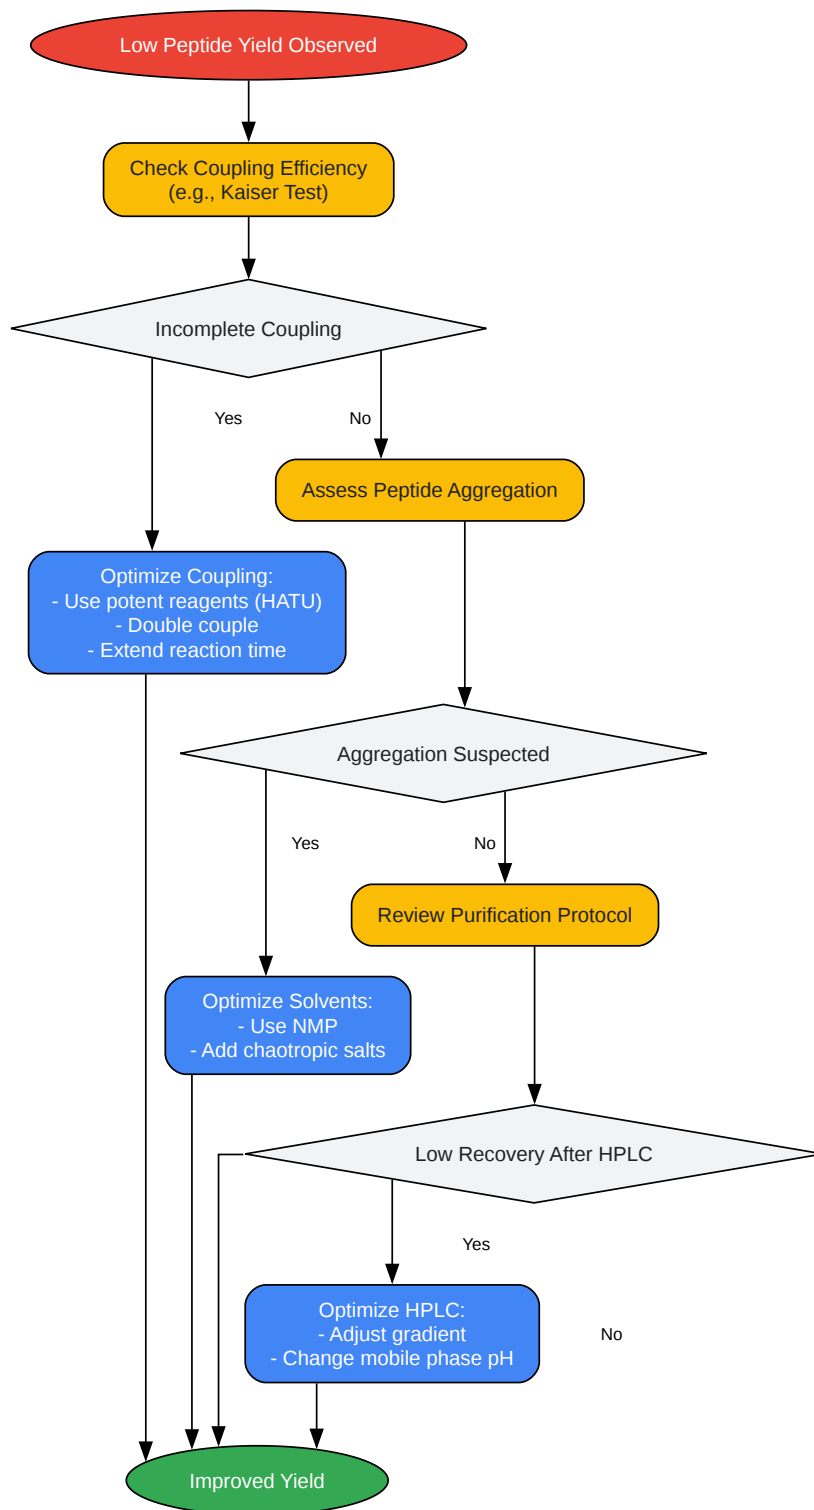 Low Peptide Yield Observed
Check Coupling Efficiency
(e.g., Kaiser Test)
Incomplete Coupling
Yes
No
Assess Peptide Aggregation
Optimize Coupling:
- Use potent reagents (HATU)
- Double couple
- Extend reaction time
Aggregation Suspected
Yes
No
Review Purification Protocol
Optimize Solvents:
- Use NMP
- Add chaotropic salts
Low Recovery After HPLC
Yes
Optimize HPLC:
- Adjust gradient
- Change mobile phase pH
No
Improved Yield